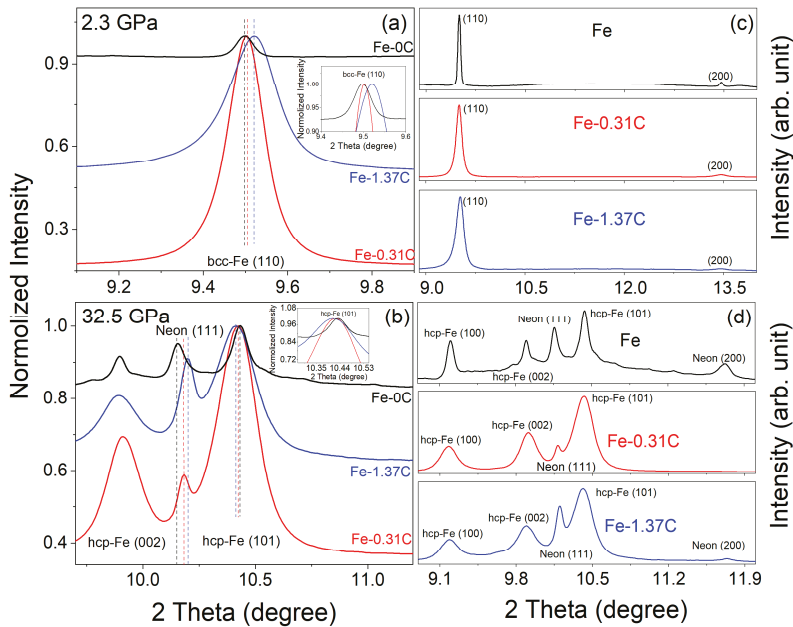 2.3 GPa
(a)
Fe-0C
0.9
0.6
0.3
Fe-1.37C
Fe-0.31C
bcc-Fe (110)
9.2 9.4 9.6 9.8
Normolized Intensity
bcc-Fe (110)
1.00
0.95
0.90
9.4 9.5 9.6
2 Theta (degree)
Normolized Intensity
32.5 GPa
(b)
Neon (111)
1.0
0.8
0.6
0.4
Fe-0C
Fe-1.37C
Fe-0.31C
hcp-Fe (002)
hcp-Fe (101)
10.0 10.5 11.0
2 Theta (degree)
1.08
0.96
0.84
0.72
hcp-Fe (101)
10.35 10.44 10.53
2 Theta (degree)
Normolized Intensity
(c)
(110)
Fe
(200)
(110)
Fe-0.31C
(200)
(110)
Fe-1.37C
(200)
9.0 10.5 12.0 13.5
Intensity (arb. unit)
(d)
hcp-Fe (100)
hcp-Fe (002)
Neon (111)
hcp-Fe (101)
Fe
Neon (200)
hcp-Fe (100)
hcp-Fe (002)
Neon (111)
hcp-Fe (101)
Fe-0.31C
hcp-Fe (100)
hcp-Fe (002)
Neon (111)
hcp-Fe (101)
Fe-1.37C
Neon (200)
9.1 9.8 10.5 11.2 11.9
2 Theta (degree)
Intensity (arb. unit)